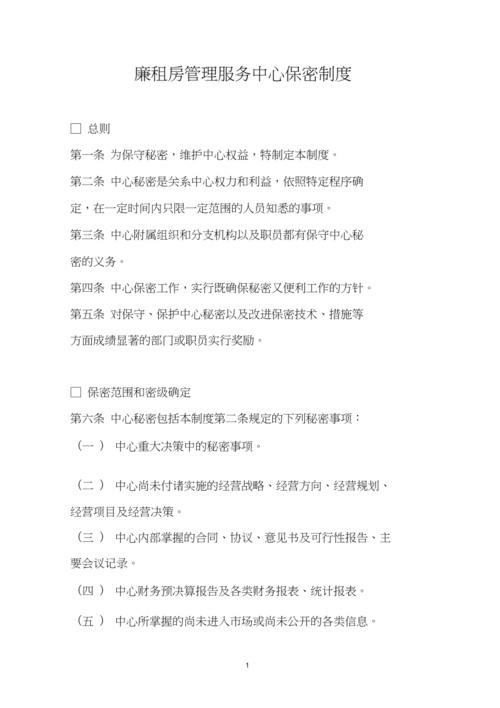 廉租房管理服务中心保密制度
□ 总则
第一条 为保守秘密，维护中心权益，特制定本制度。
第二条 中心秘密是关系中心权力和利益，依照特定程序确
定，在一定时间内只限一定范围的人员知悉的事项。
第三条 中心附属组织和分支机构以及职员都有保守中心秘
密的义务。
第四条 中心保密工作，实行既确保秘密又便利工作的方针。
第五条 对保守、保护中心秘密以及改进保密技术、措施等
方面成绩显著的部门或职员实行奖励。
□ 保密范围和密级确定
第六条 中心秘密包括本制度第二条规定的下列秘密事项：
（一 ） 中心重大决策中的秘密事项。
（二 ） 中心尚未付诸实施的经营战略、经营方向、经营规划、
经营项目及经营决策。
（三 ） 中心内部掌握的合同、协议、意见书及可行性报告、主
要会议记录。
（四 ） 中心财务预决算报告及各类财务报表、统计报表。
（五 ） 中心所掌握的尚未进入市场或尚未公开的各类信息。
1